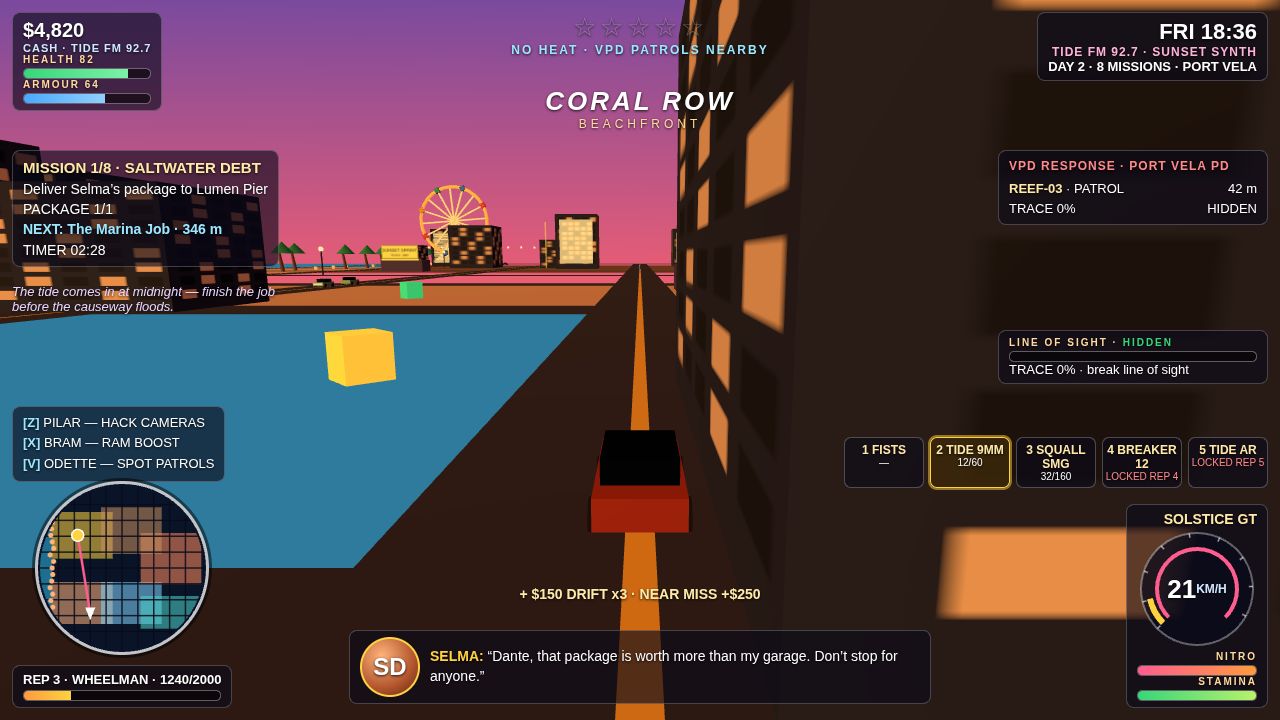 $4,820
CASH · TIDE FM 92.7
HEALTH 82
ARMOUR 64
☆☆☆☆☆
NO HEAT · VPD PATROLS NEARBY
CORAL ROW
BEACHFRONT
FRI 18:36
TIDE FM 92.7 · SUNSET SYNTH
DAY 2 · 8 MISSIONS · PORT VELA
MISSION 1/8 · SALTWATER DEBT
Deliver Selma’s package to Lumen Pier
PACKAGE 1/1
NEXT: The Marina Job · 346 m
TIMER 02:28
The tide comes in at midnight — finish the job
before the causeway floods.
VPD RESPONSE · PORT VELA PD
REEF-03 · PATROL 42 m
TRACE 0% HIDDEN
LINE OF SIGHT · HIDDEN
TRACE 0% · break line of sight
[Z] PILAR — HACK CAMERAS
[X] BRAM — RAM BOOST
[V] ODETTE — SPOT PATROLS
1 FISTS
—
2 TIDE 9MM
12/60
3 SQUALL
SMG
32/160
4 BREAKER
12
LOCKED REP 4
5 TIDE AR
LOCKED REP 5
SOLSTICE GT
21 KM/H
NITRO
STAMINA
+ $150 DRIFT x3 · NEAR MISS +$250
SD
SELMA: “Dante, that package is worth more than my garage. Don’t stop for
anyone.”
REP 3 · WHEELMAN · 1240/2000